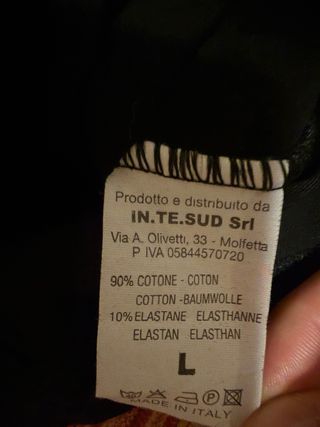 Prodotto e distribuito da
IN.TE.SUD Srl
Via A. Olivetti, 33 - Molfetta
P IVA 05844570720
90% COTONE - COTON
COTTON -BAUMWOLLE
10% ELASTANE ELASTHANNE
ELASTAN ELASTHAN
L
MADE IN ITALY